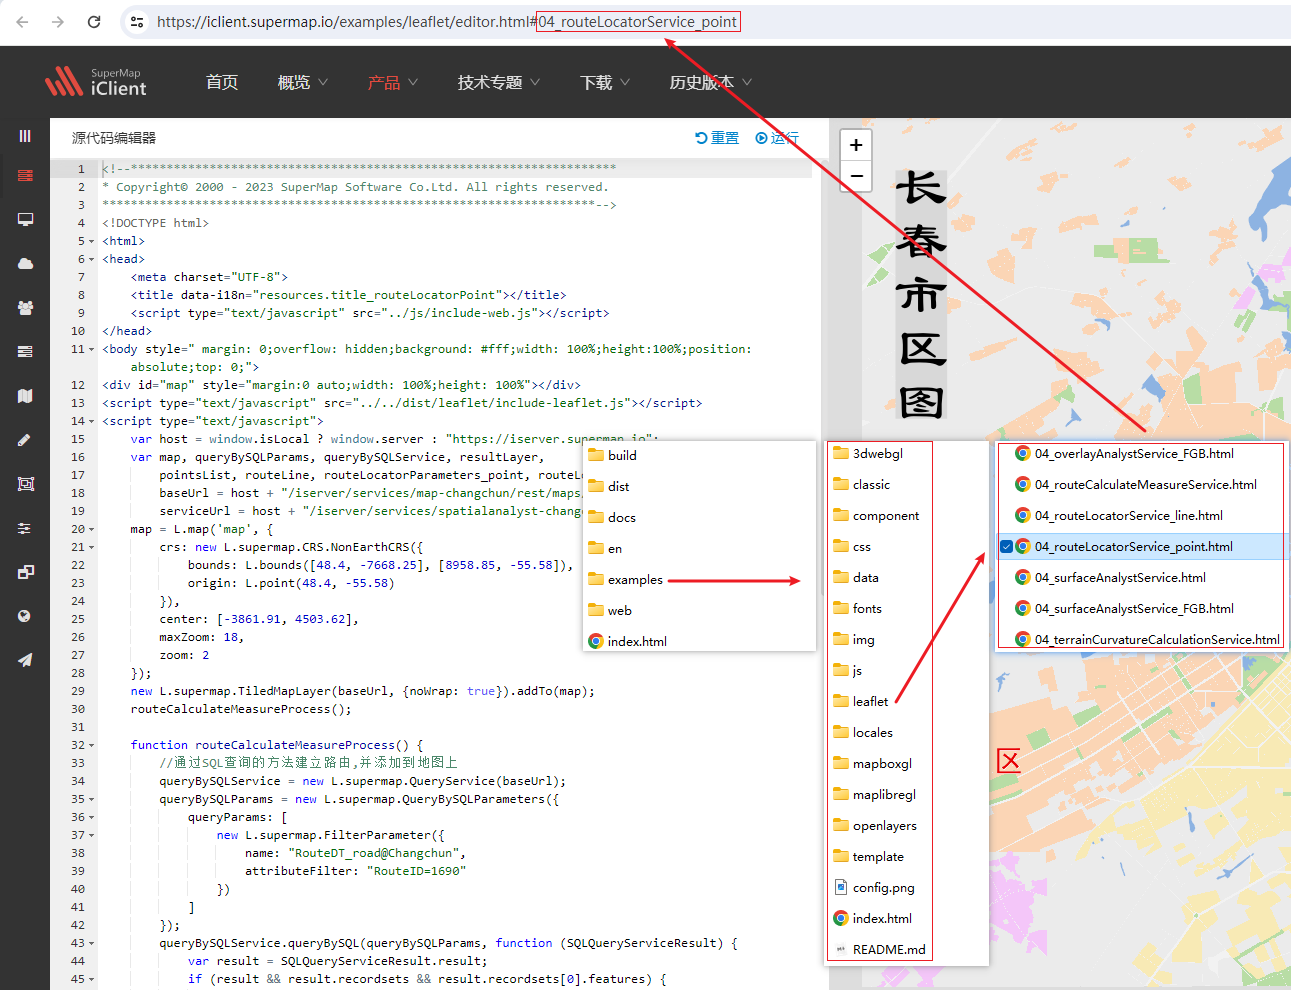 https://iclient.supermap.io/examples/leaflet/editor.html#04_routeLocatorService_point
SuperMap
iClient
首页
概览
产品
技术专题
下载
历史版本
源代码编辑器
重置
运行
1 <!--********************************************************************
2 * Copyright© 2000 - 2023 SuperMap Software Co.Ltd. All rights reserved.
3 *********************************************************************-->
4 <!DOCTYPE html>
5 <html>
6 <head>
7 <meta charset="UTF-8">
8 <title data-i18n="resources.title_routeLocatorPoint"></title>
9 <script type="text/javascript" src="../js/include-web.js"></script>
10 </head>
11 <body style=" margin: 0;overflow: hidden;background: #fff;width: 100%;height:100%;position:
absolute;top: 0;">
12 <div id="map" style="margin:0 auto;width: 100%;height: 100%"></div>
13 <script type="text/javascript" src="../../dist/leaflet/include-leaflet.js"></script>
14 <script type="text/javascript">
15 var host = window.isLocal ? window.server : "https://iserver.supermap.io";
16 var map, queryBySQLParams, queryBySQLService, resultLayer,
17 pointsList, routeLine, routeLocatorParameters_point, routeLo
18 baseUrl = host + "/iserver/services/map-changchun/rest/maps/
19 serviceUrl = host + "/iserver/services/spatialanalyst-chang
20 map = L.map('map', {
21 crs: new L.supermap.CRS.NonEarthCRS({
22 bounds: L.bounds([48.4, -7668.25], [8958.85, -55.58]),
23 origin: L.point(48.4, -55.58)
24 }),
25 center: [-3861.91, 4503.62],
26 maxZoom: 18,
27 zoom: 2
28 });
29 new L.supermap.TiledMapLayer(baseUrl, {noWrap: true}).addTo(map);
30 routeCalculateMeasureProcess();
31
32 function routeCalculateMeasureProcess() {
33 //通过SQL查询的方法建立路由,并添加到地图上
34 queryBySQLService = new L.supermap.QueryService(baseUrl);
35 queryBySQLParams = new L.supermap.QueryBySQLParameters({
36 queryParams: [
37 new L.supermap.FilterParameter({
38 name: "RouteDT_road@Changchun",
39 attributeFilter: "RouteID=1690"
40 })
41 ]
42 });
43 queryBySQLService.queryBySQL(queryBySQLParams, function (SQLQueryServiceResult) {
44 var result = SQLQueryServiceResult.result;
45 if (result && result.recordsets && result.recordsets[0].features) {
build
dist
docs
en
examples
web
index.html
3dwebgl
classic
component
css
data
fonts
img
js
leaflet
locales
mapboxgl
maplibregl
openlayers
template
config.png
index.html
README.md
04_overlayAnalystService_FGB.html
04_routeCalculateMeasureService.html
04_routeLocatorService_line.html
04_routeLocatorService_point.html
04_surfaceAnalystService.html
04_surfaceAnalystService_FGB.html
04_terrainCurvatureCalculationService.html
+
−
长
春
市
区
图
区